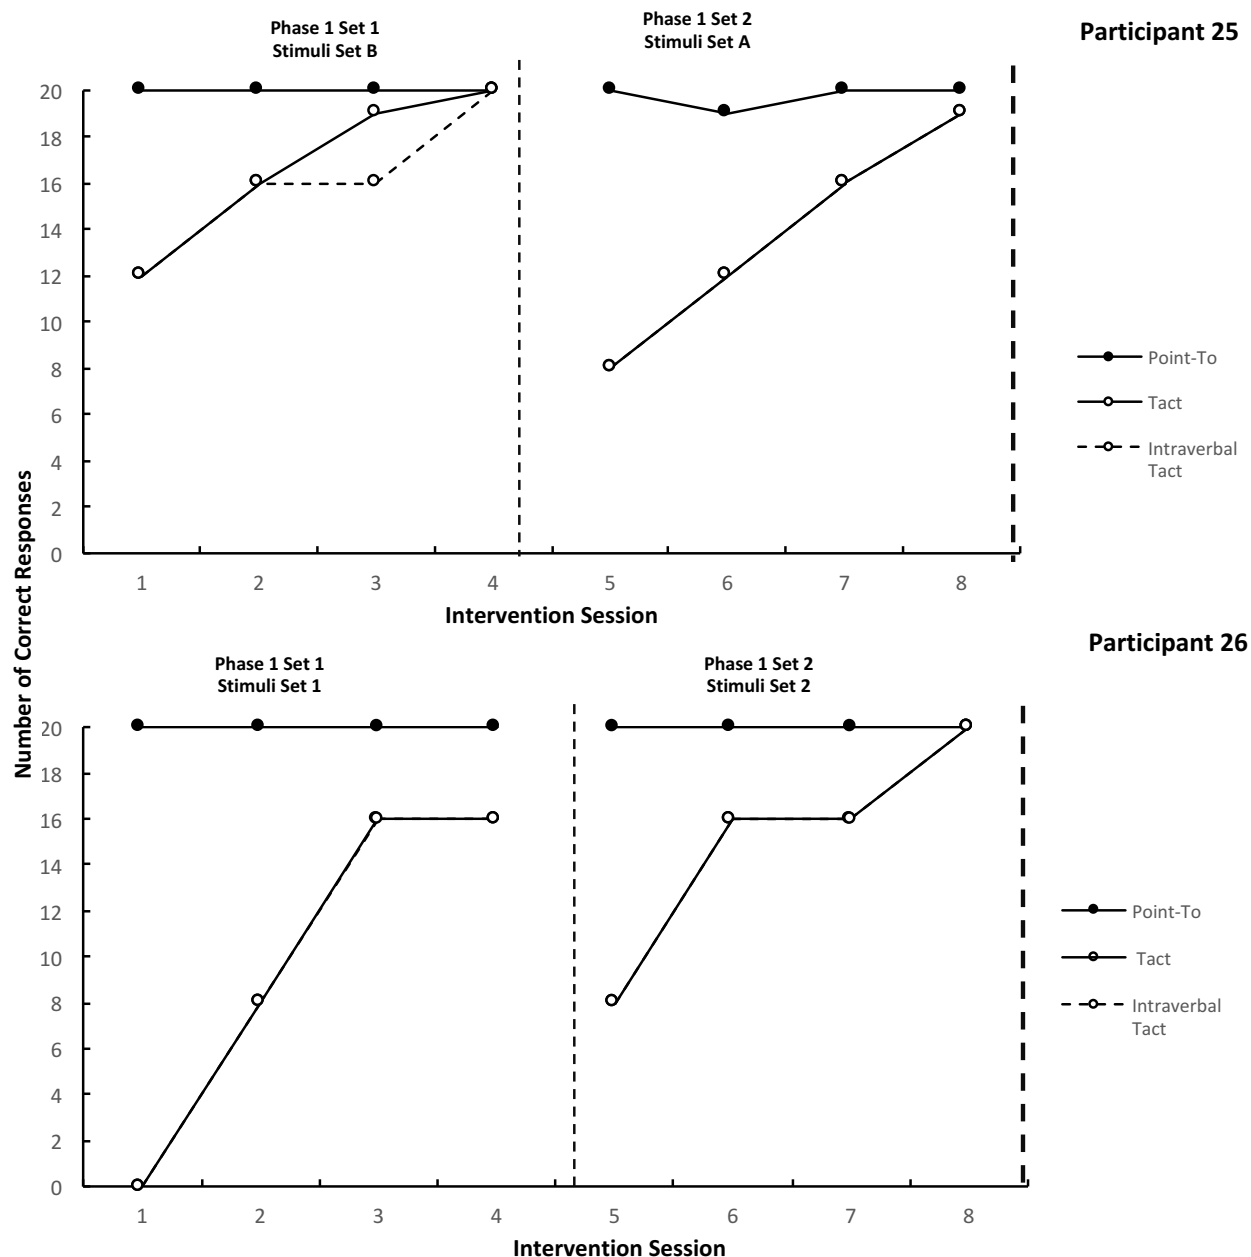 Phase 1 Set 1
Stimuli Set B
Phase 1 Set 2
Stimuli Set A
Participant 25
20
18
16
14
12
10
8
6
4
2
0
1 2 3 4 5 6 7 8
Intervention Session
Point-To
Tact
Intraverbal
Tact
Number of Correct Responses
Participant 26
Phase 1 Set 1
Stimuli Set 1
Phase 1 Set 2
Stimuli Set 2
20
18
16
14
12
10
8
6
4
2
0
1 2 3 4 5 6 7 8
Intervention Session
Point-To
Tact
Intraverbal
Tact